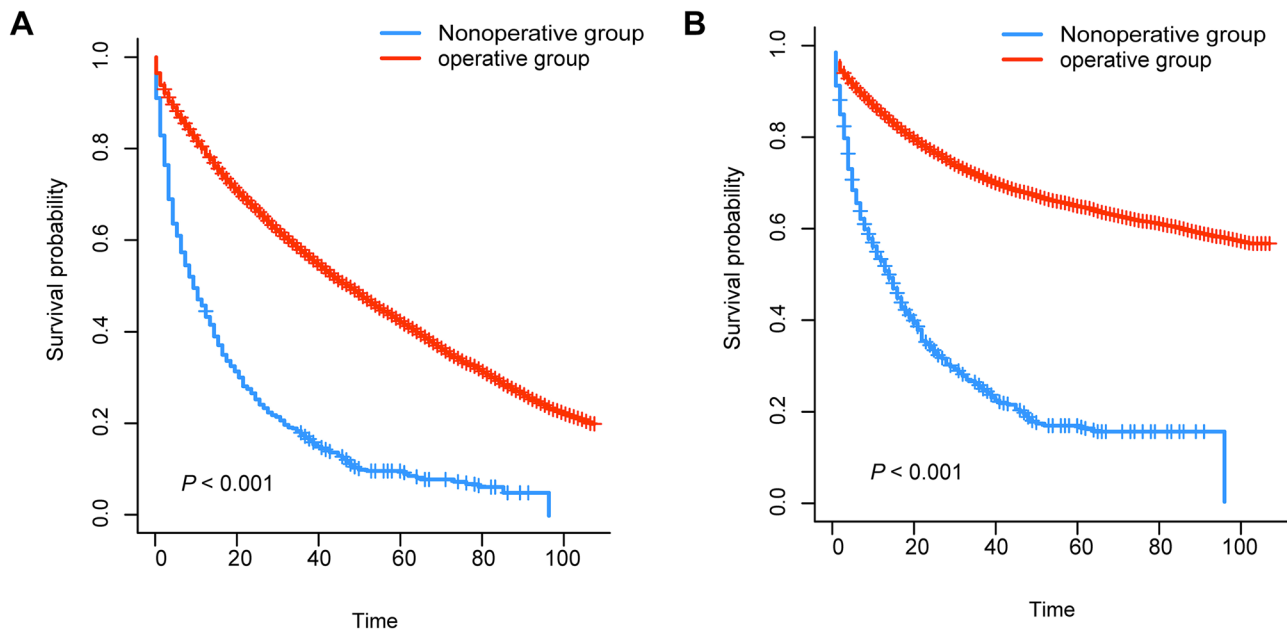 A
Nonoperative group
operative group
Survival probability
1.0
0.8
0.6
0.4
0.2
0.0
P < 0.001
0 20 40 60 80 100
Time
B
Nonoperative group
operative group
Survival probability
1.0
0.8
0.6
0.4
0.2
0.0
P < 0.001
0 20 40 60 80 100
Time